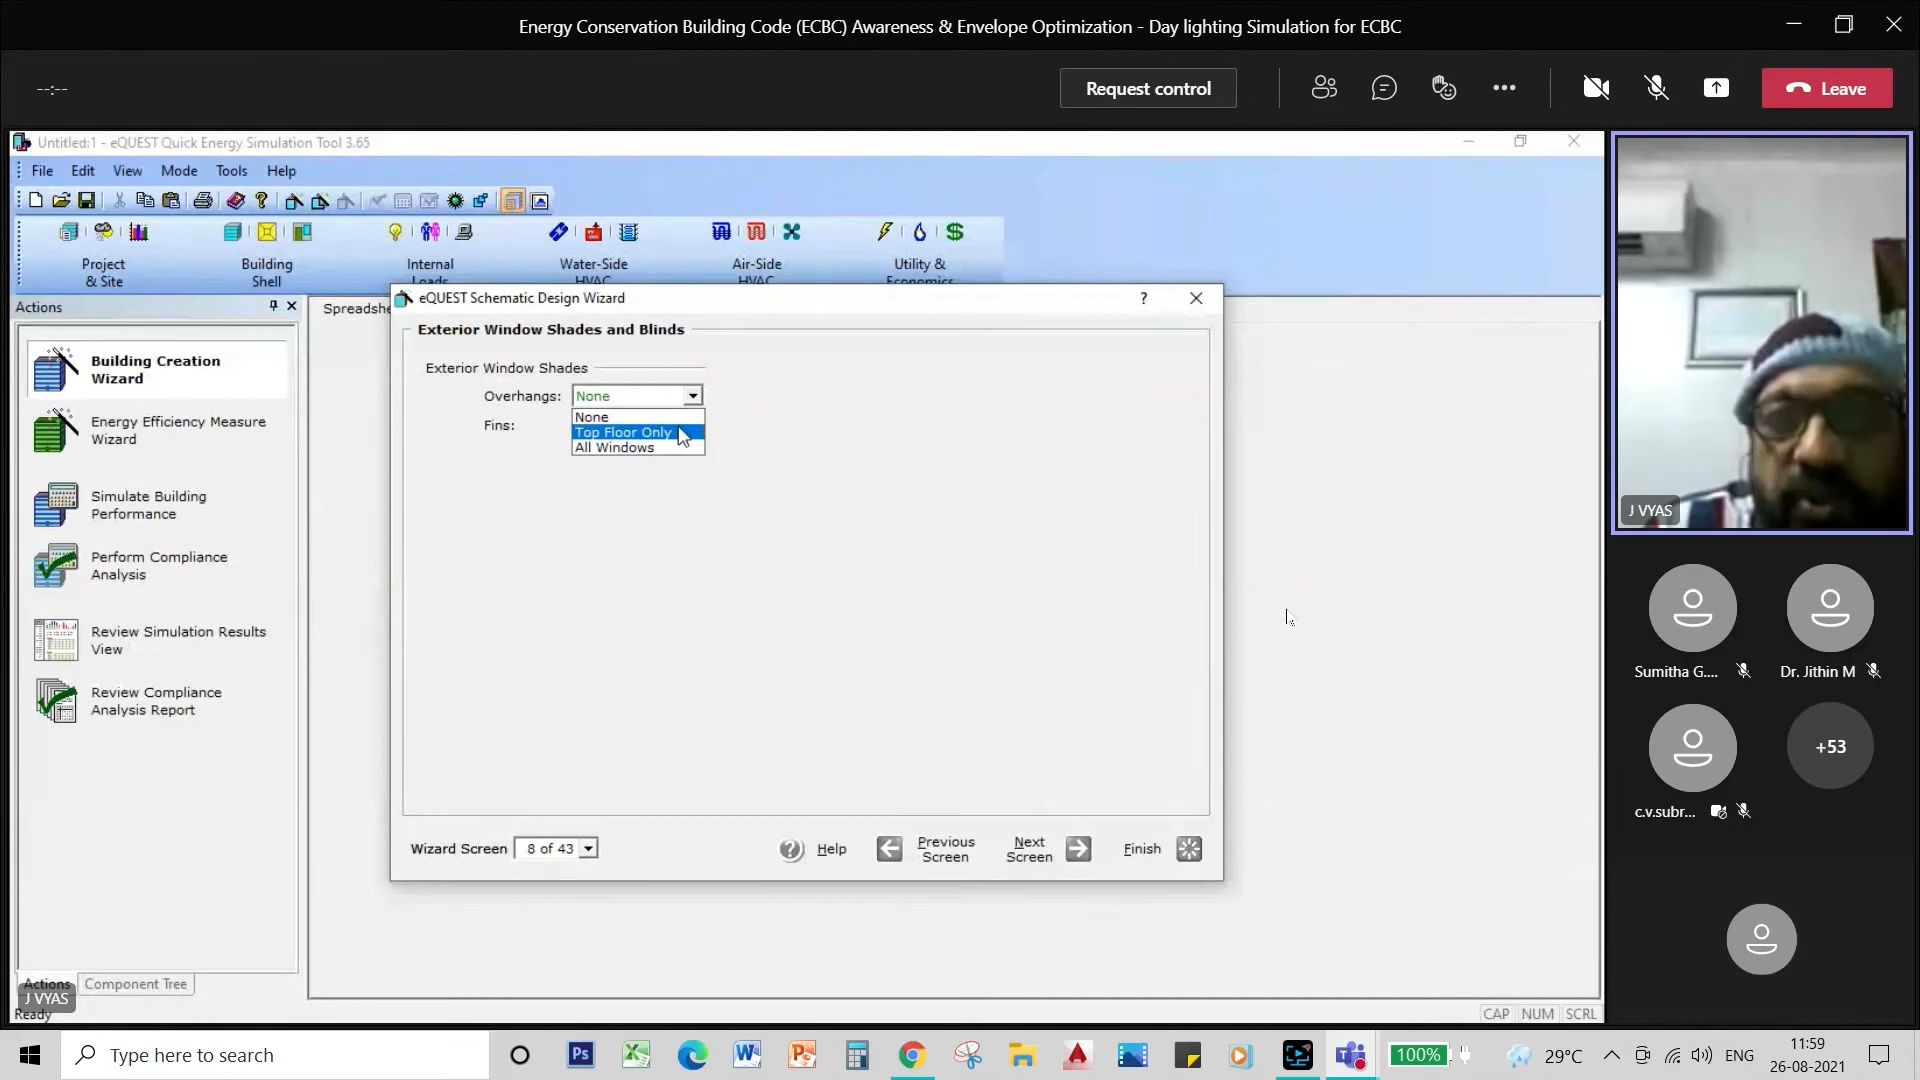 Energy Conservation Building Code (ECBC) Awareness & Envelope Optimization - Day lighting Simulation for ECBC
--:--
Request control
Leave
Untitled:1 - eQUEST Quick Energy Simulation Tool 3.65
File Edit View Mode Tools Help
Project
& Site
Building
Shell
Internal
Loads
Water-Side
HVAC
Air-Side
HVAC
Utility &
Economics
Actions
Building Creation
Wizard
Energy Efficiency Measure
Wizard
Simulate Building
Performance
Perform Compliance
Analysis
Review Simulation Results
View
Review Compliance
Analysis Report
Actions
Component Tree
J VYAS
Ready
Spreadshe
eQUEST Schematic Design Wizard
?
Exterior Window Shades and Blinds
Exterior Window Shades
Overhangs: None
None
Top Floor Only
All Windows
Fins:
Wizard Screen 8 of 43
Help
Previous
Screen
Next
Screen
Finish
CAP NUM SCRL
J VYAS
Sumitha G....
Dr. Jithin M
c.v.subr...
+53
Type here to search
Ps
100%
29°C
ENG
11:59
26-08-2021